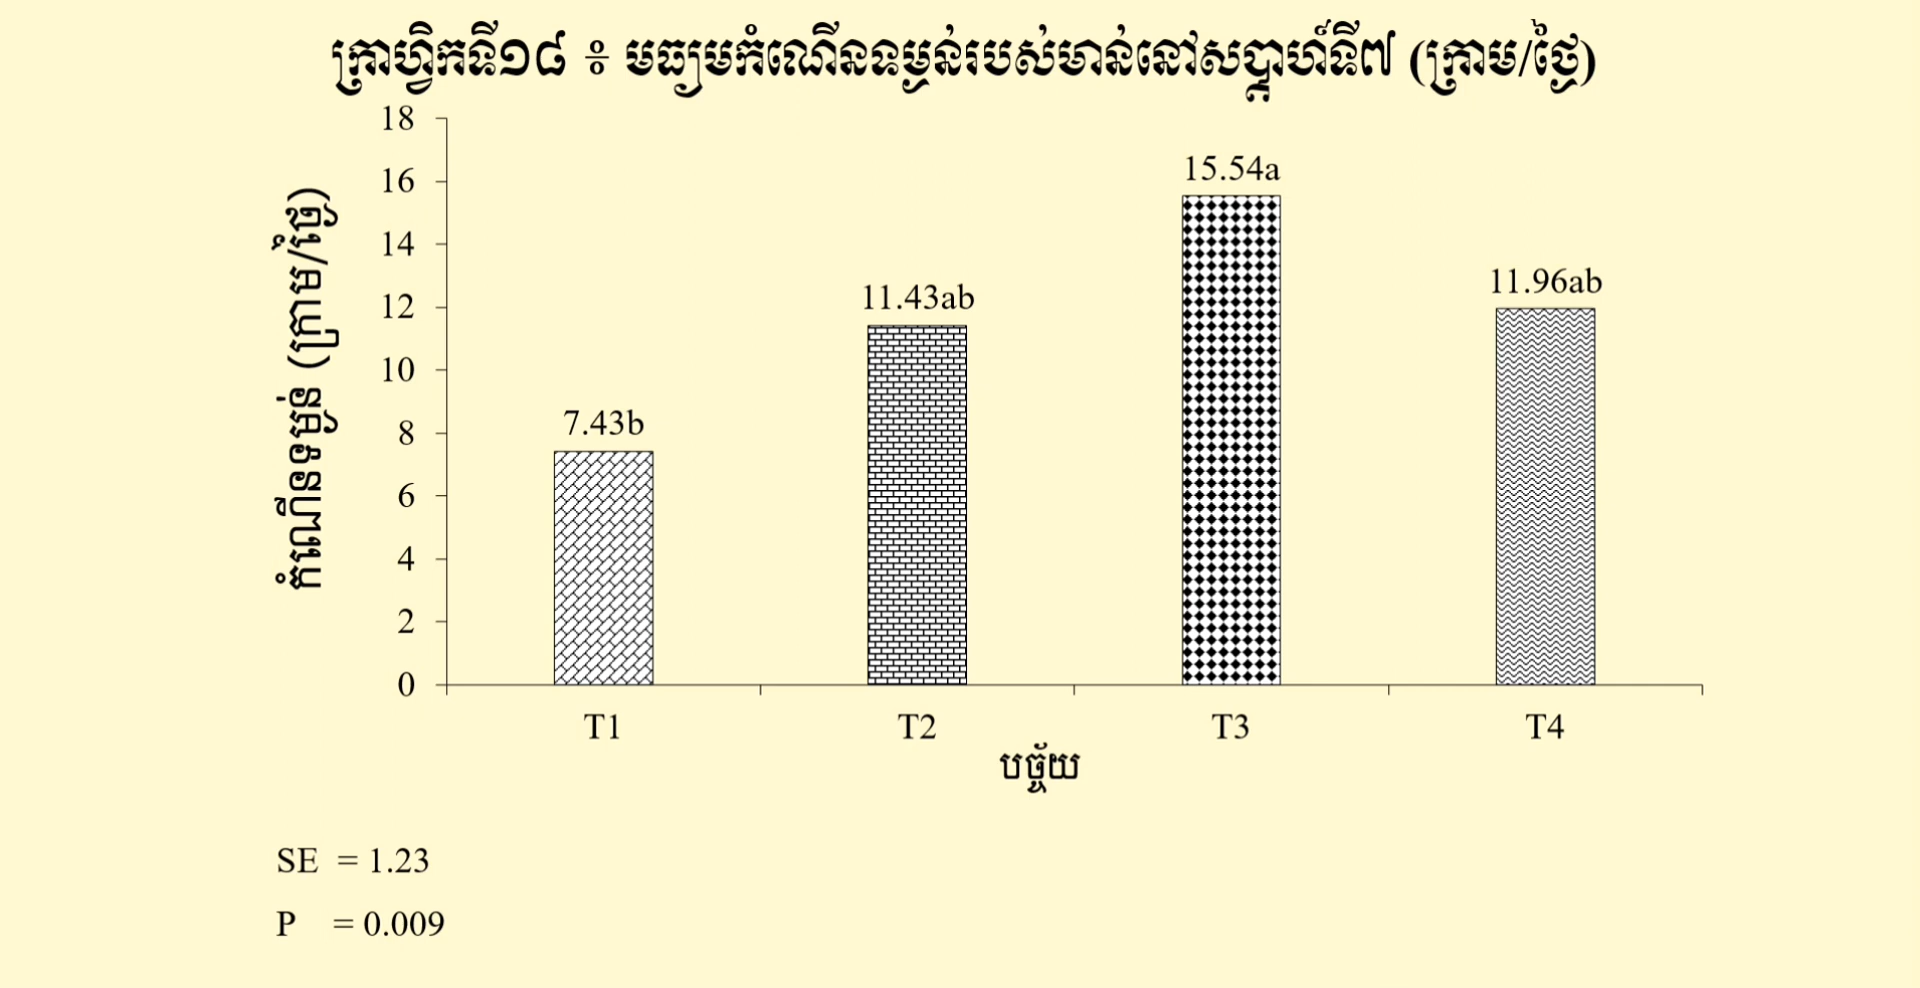 ក្រាហ្វិកទី១៨ ៖ មធ្យមកំណើនទម្ងន់របស់មាន់នៅសប្តាហ៍ទី៧ (ក្រាម/ថ្ងៃ)
កំណើនទម្ងន់ (ក្រាម/ថ្ងៃ)
18
16
14
12
10
8
6
4
2
0
7.43b
11.43ab
15.54a
11.96ab
T1 T2 T3 T4
បច្ច័យ
SE = 1.23
P = 0.009